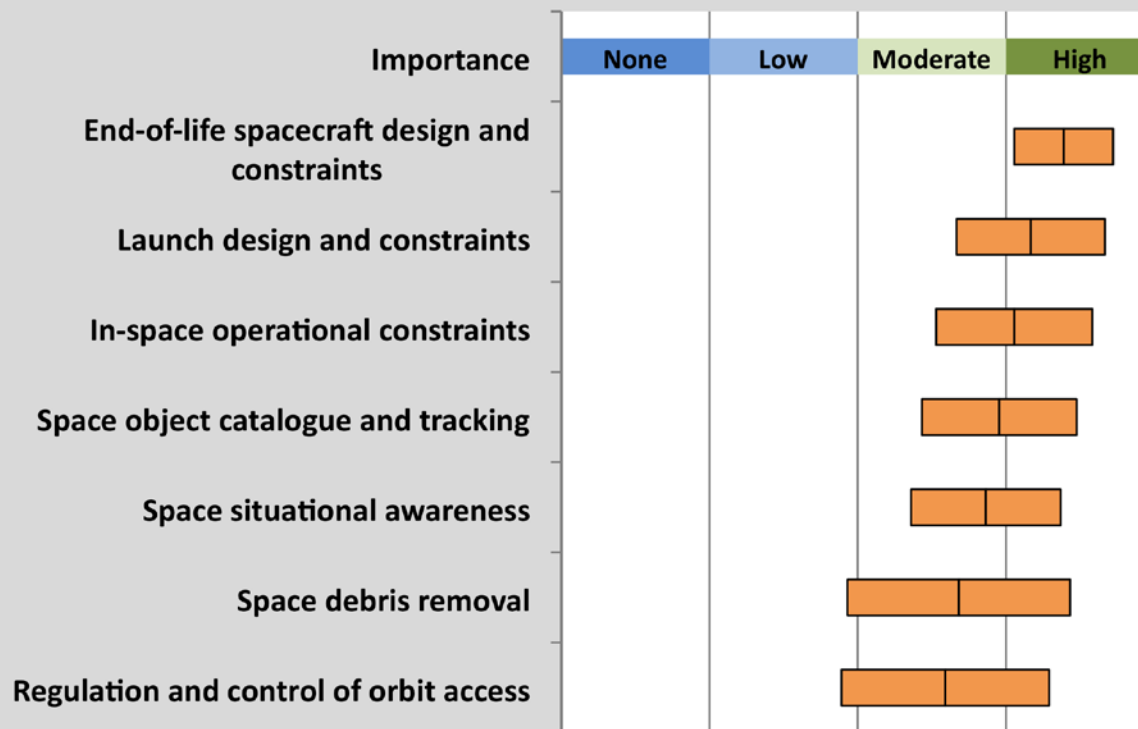 Importance None Low Moderate High
End-of-life spacecraft design and
constraints
Launch design and constraints
In-space operational constraints
Space object catalogue and tracking
Space situational awareness
Space debris removal
Regulation and control of orbit access